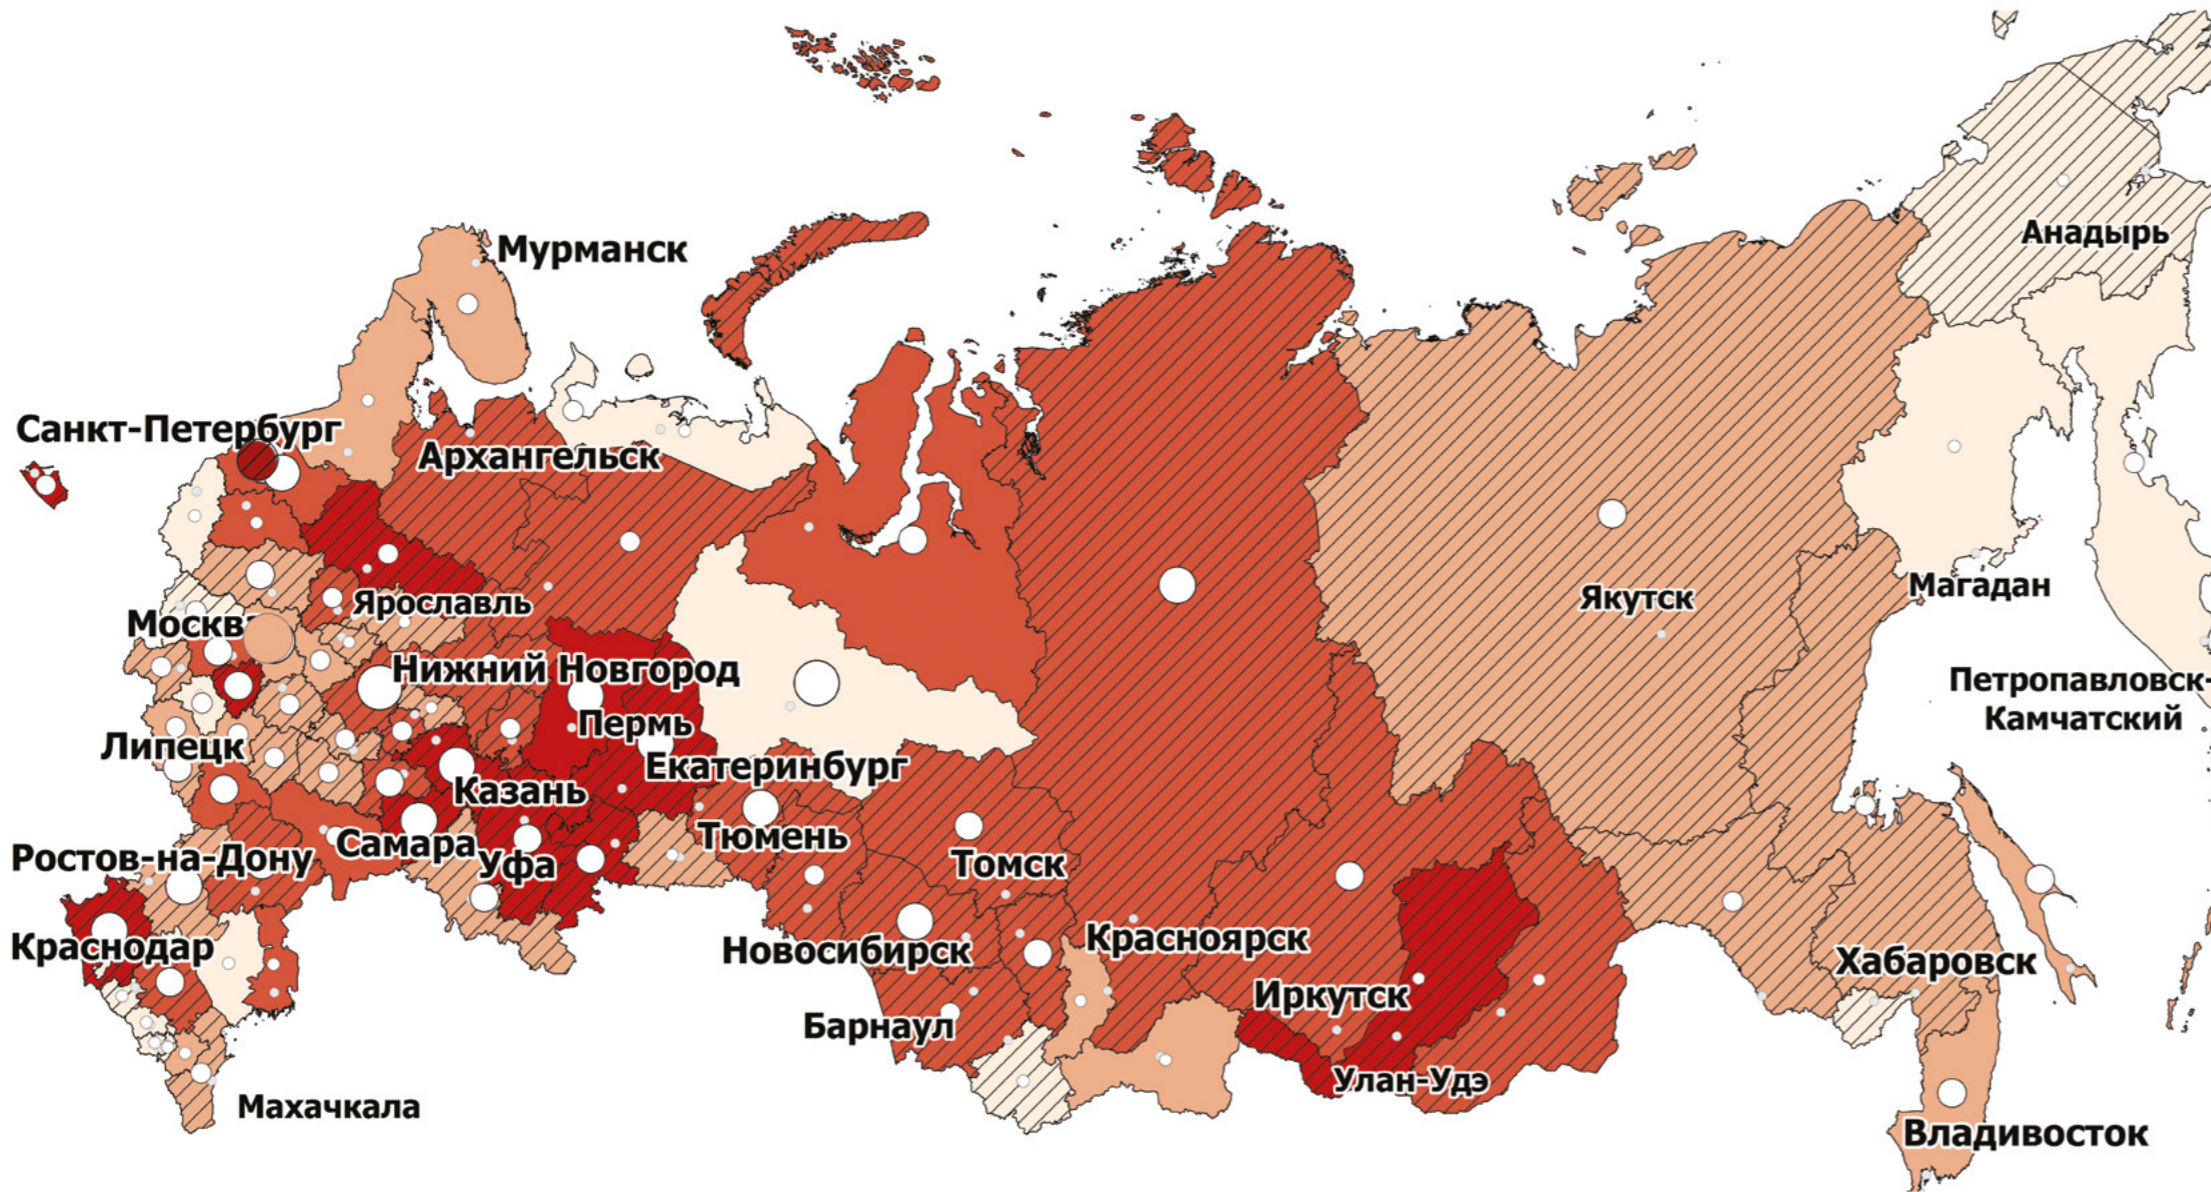 Анадырь
Мурманск
Санкт-Петербург
Архангельск
Магадан
Якутск
Ярославль
Москв
Нижний Новгород
Петропавловск-
Камчатский
Пермь
Липецк
Екатеринбург
Казань
Тюмень
Самара
Ростов-на-Дону
Уфа
Томск
Красноярск
Краснодар
Новосибирск
Хабаровск
Иркутск
Барнаул
Улан-Удэ
Махачкала
Владивосток